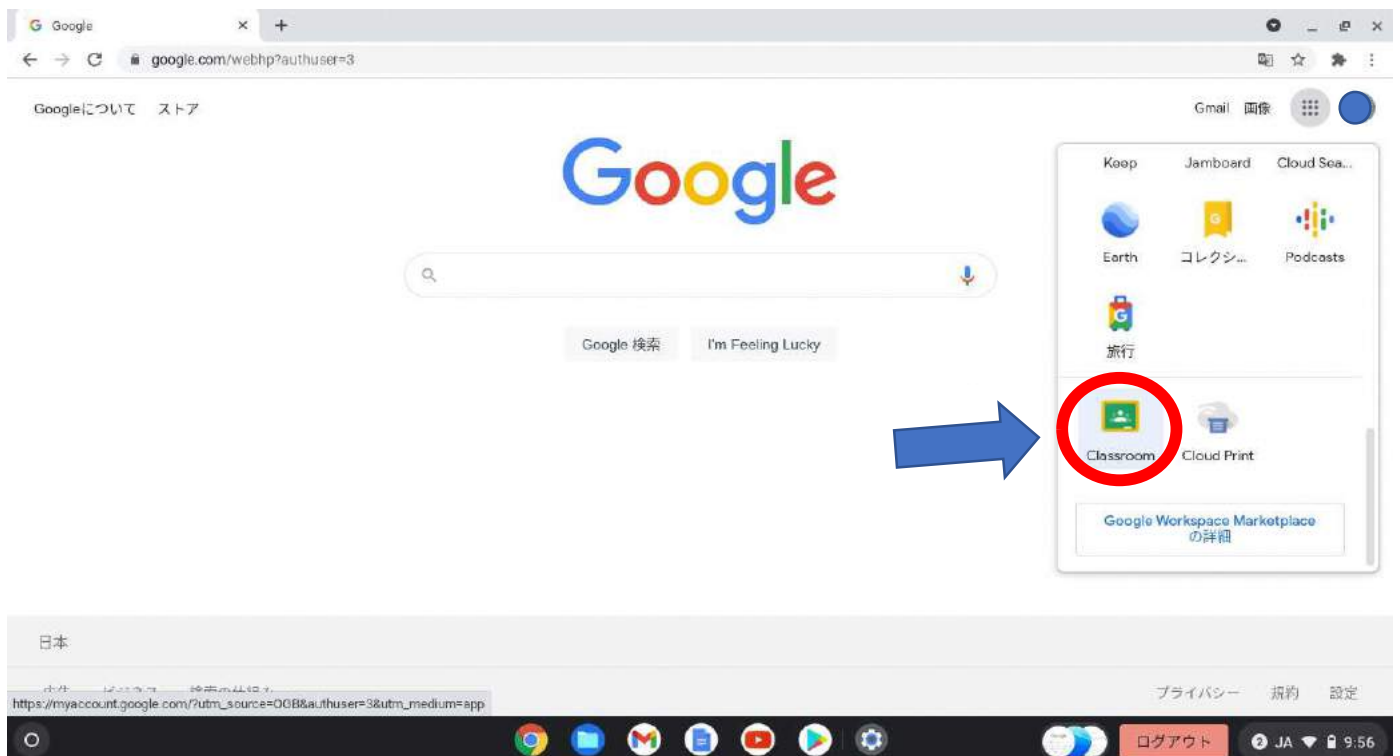 Google
google.com/webhp?authuser=3
Googleについて ストア
Gmail 画像
Google
Keep Jamboard Cloud Sea...
G
Earth コレクシ... Podcasts
G
旅行
Google 検索 I'm Feeling Lucky
Classroom Cloud Print
Google Workspace Marketplace
の詳細
日本
https://myaccount.google.com/?utm_source=OGB&authuser=3&utm_medium=app
プライバシー 規約 設定
ログアウト 2 JA 9:56